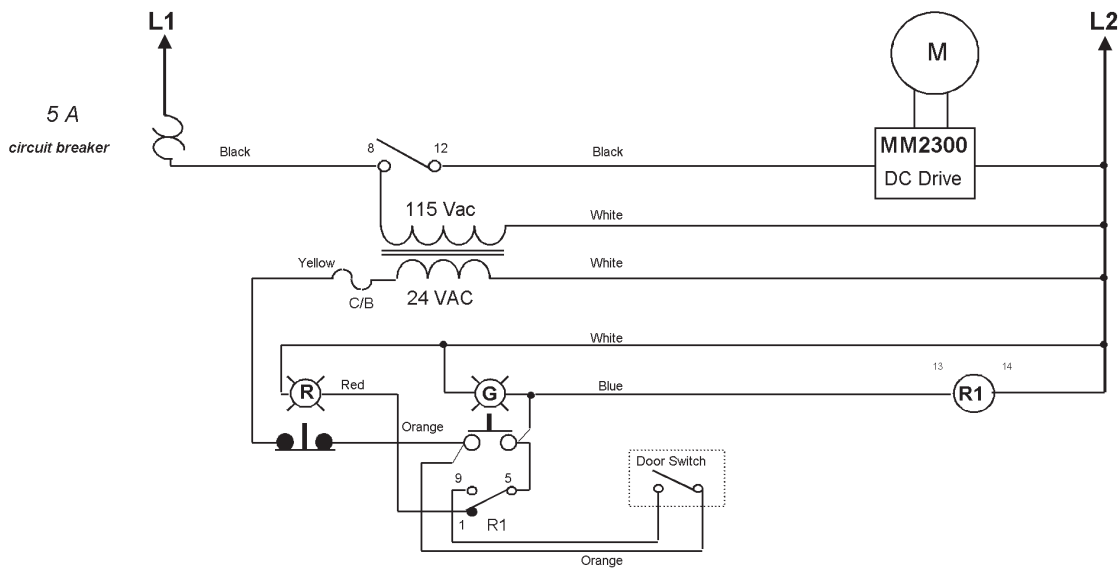 L1
L2
M
5 A
circuit breaker
Black
8
12
Black
MM2300
DC Drive
115 Vac
White
Yellow
White
C/B
24 VAC
White
13
14
R
Red
G
Blue
R1
Orange
Door Switch
9
5
1
R1
Orange